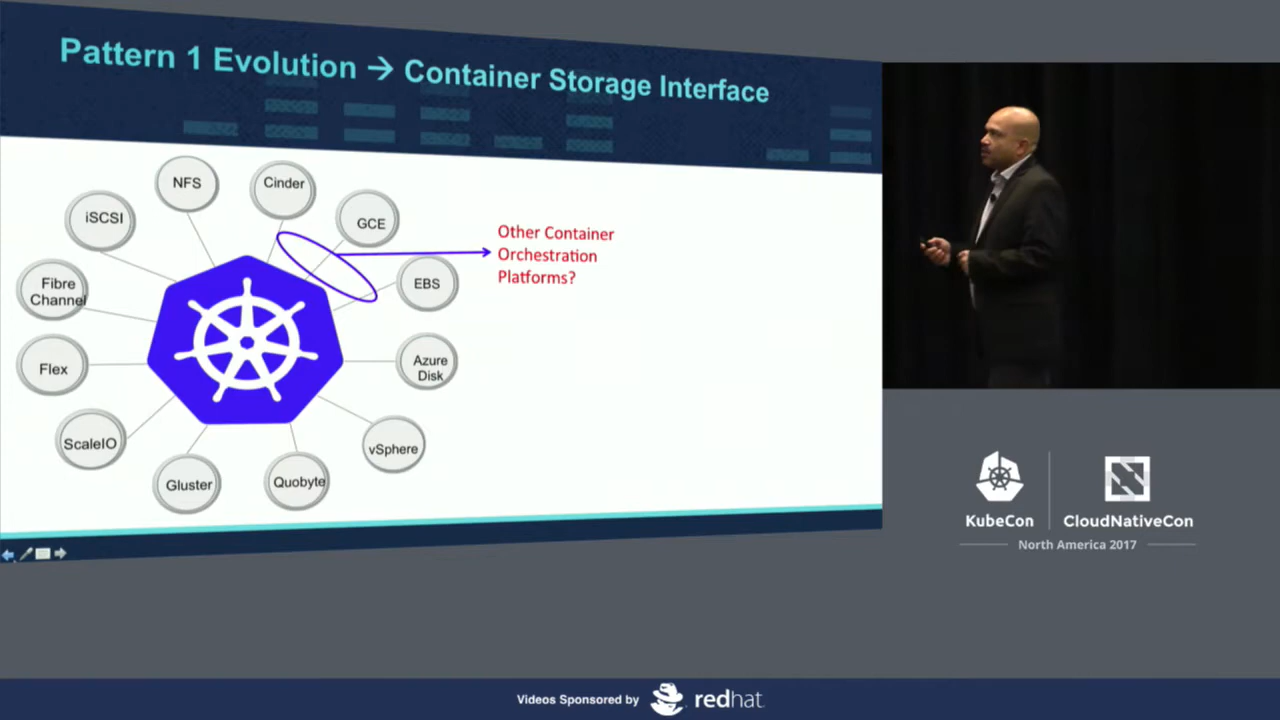 Pattern 1 Evolution → Container Storage Interface
NFS
Cinder
iSCSI
GCE
Other Container
Orchestration
Platforms?
Fibre
Channel
EBS
Flex
Azure
Disk
ScaleIO
vSphere
Gluster
Quobyte
KubeCon
CloudNativeCon
North America 2017
Videos Sponsored by
redhat